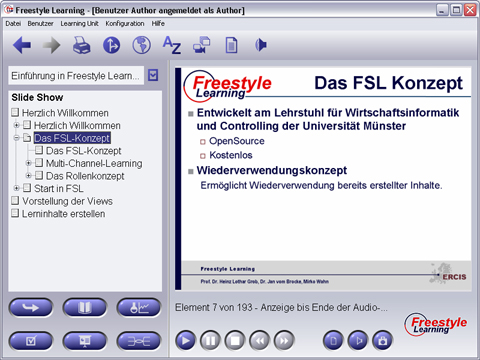 Freestyle Learning - [Benutzer Author angemeldet als Author]
Datei Benutzer Learning Unit Konfiguration Hilfe
AZ
Einführung in Freestyle Learn...
Slide Show
Herzlich Willkommen
Herzlich Willkommen
Das FSL-Konzept
Das FSL-Konzept
Multi-Channel-Learning
Das Rollenkonzept
Start in FSL
Vorstellung der Views
Lerninhalte erstellen
Freestyle
Learning
Das FSL Konzept
Entwickelt am Lehrstuhl für Wirtschaftsinformatik
und Controlling der Universität Münster
OpenSource
Kostenlos
Wiederverwendungskonzept
Ermöglicht Wiederverwendung bereits erstellter Inhalte.
Freestyle Learning
Prof. Dr. Heinz Lothar Grob, Dr. Jan vom Brocke, Mirko Wahn
ERCIS
Element 7 von 193 - Anzeige bis Ende der Audio-...
Freestyle
Learning